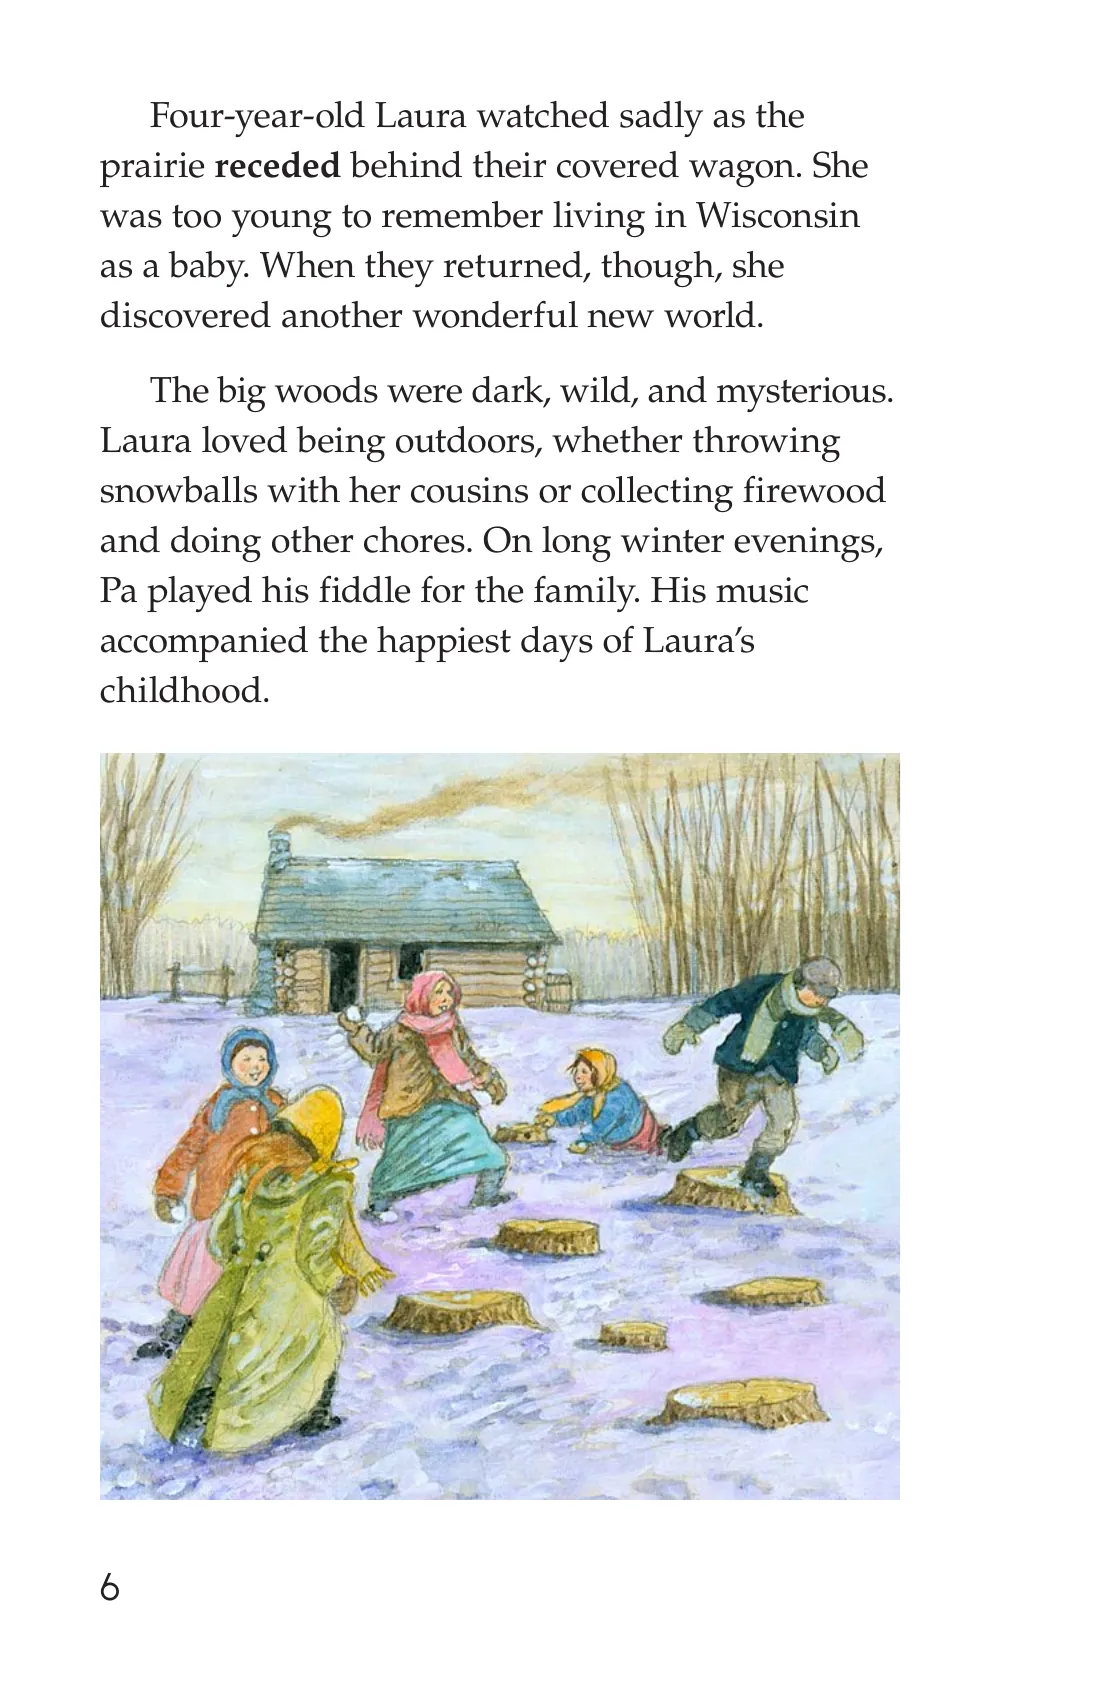 Four-year-old Laura watched sadly as the
prairie receded behind their covered wagon. She
was too young to remember living in Wisconsin
as a baby. When they returned, though, she
discovered another wonderful new world.
The big woods were dark, wild, and mysterious.
Laura loved being outdoors, whether throwing
snowballs with her cousins or collecting firewood
and doing other chores. On long winter evenings,
Pa played his fiddle for the family. His music
accompanied the happiest days of Laura’s
childhood.
6